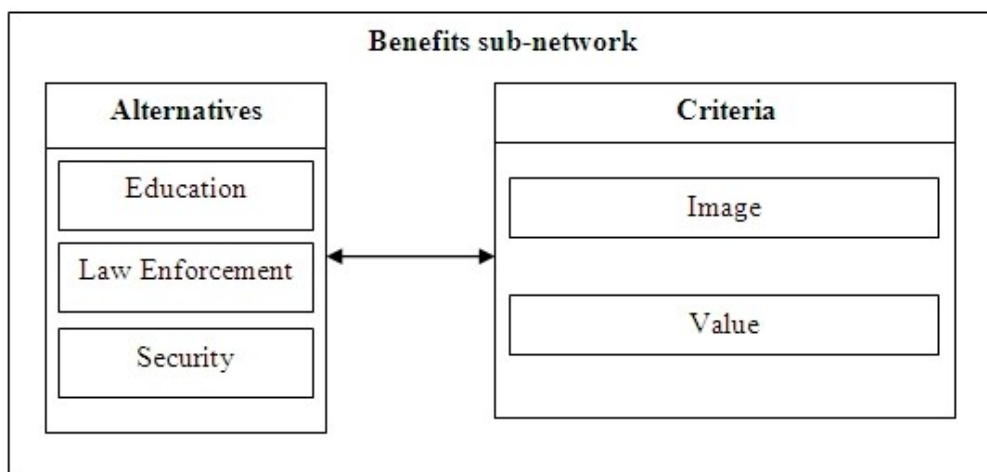 Benefits sub-network
Alternatives
Education
Law Enforcement
Security
Criteria
Image
Value